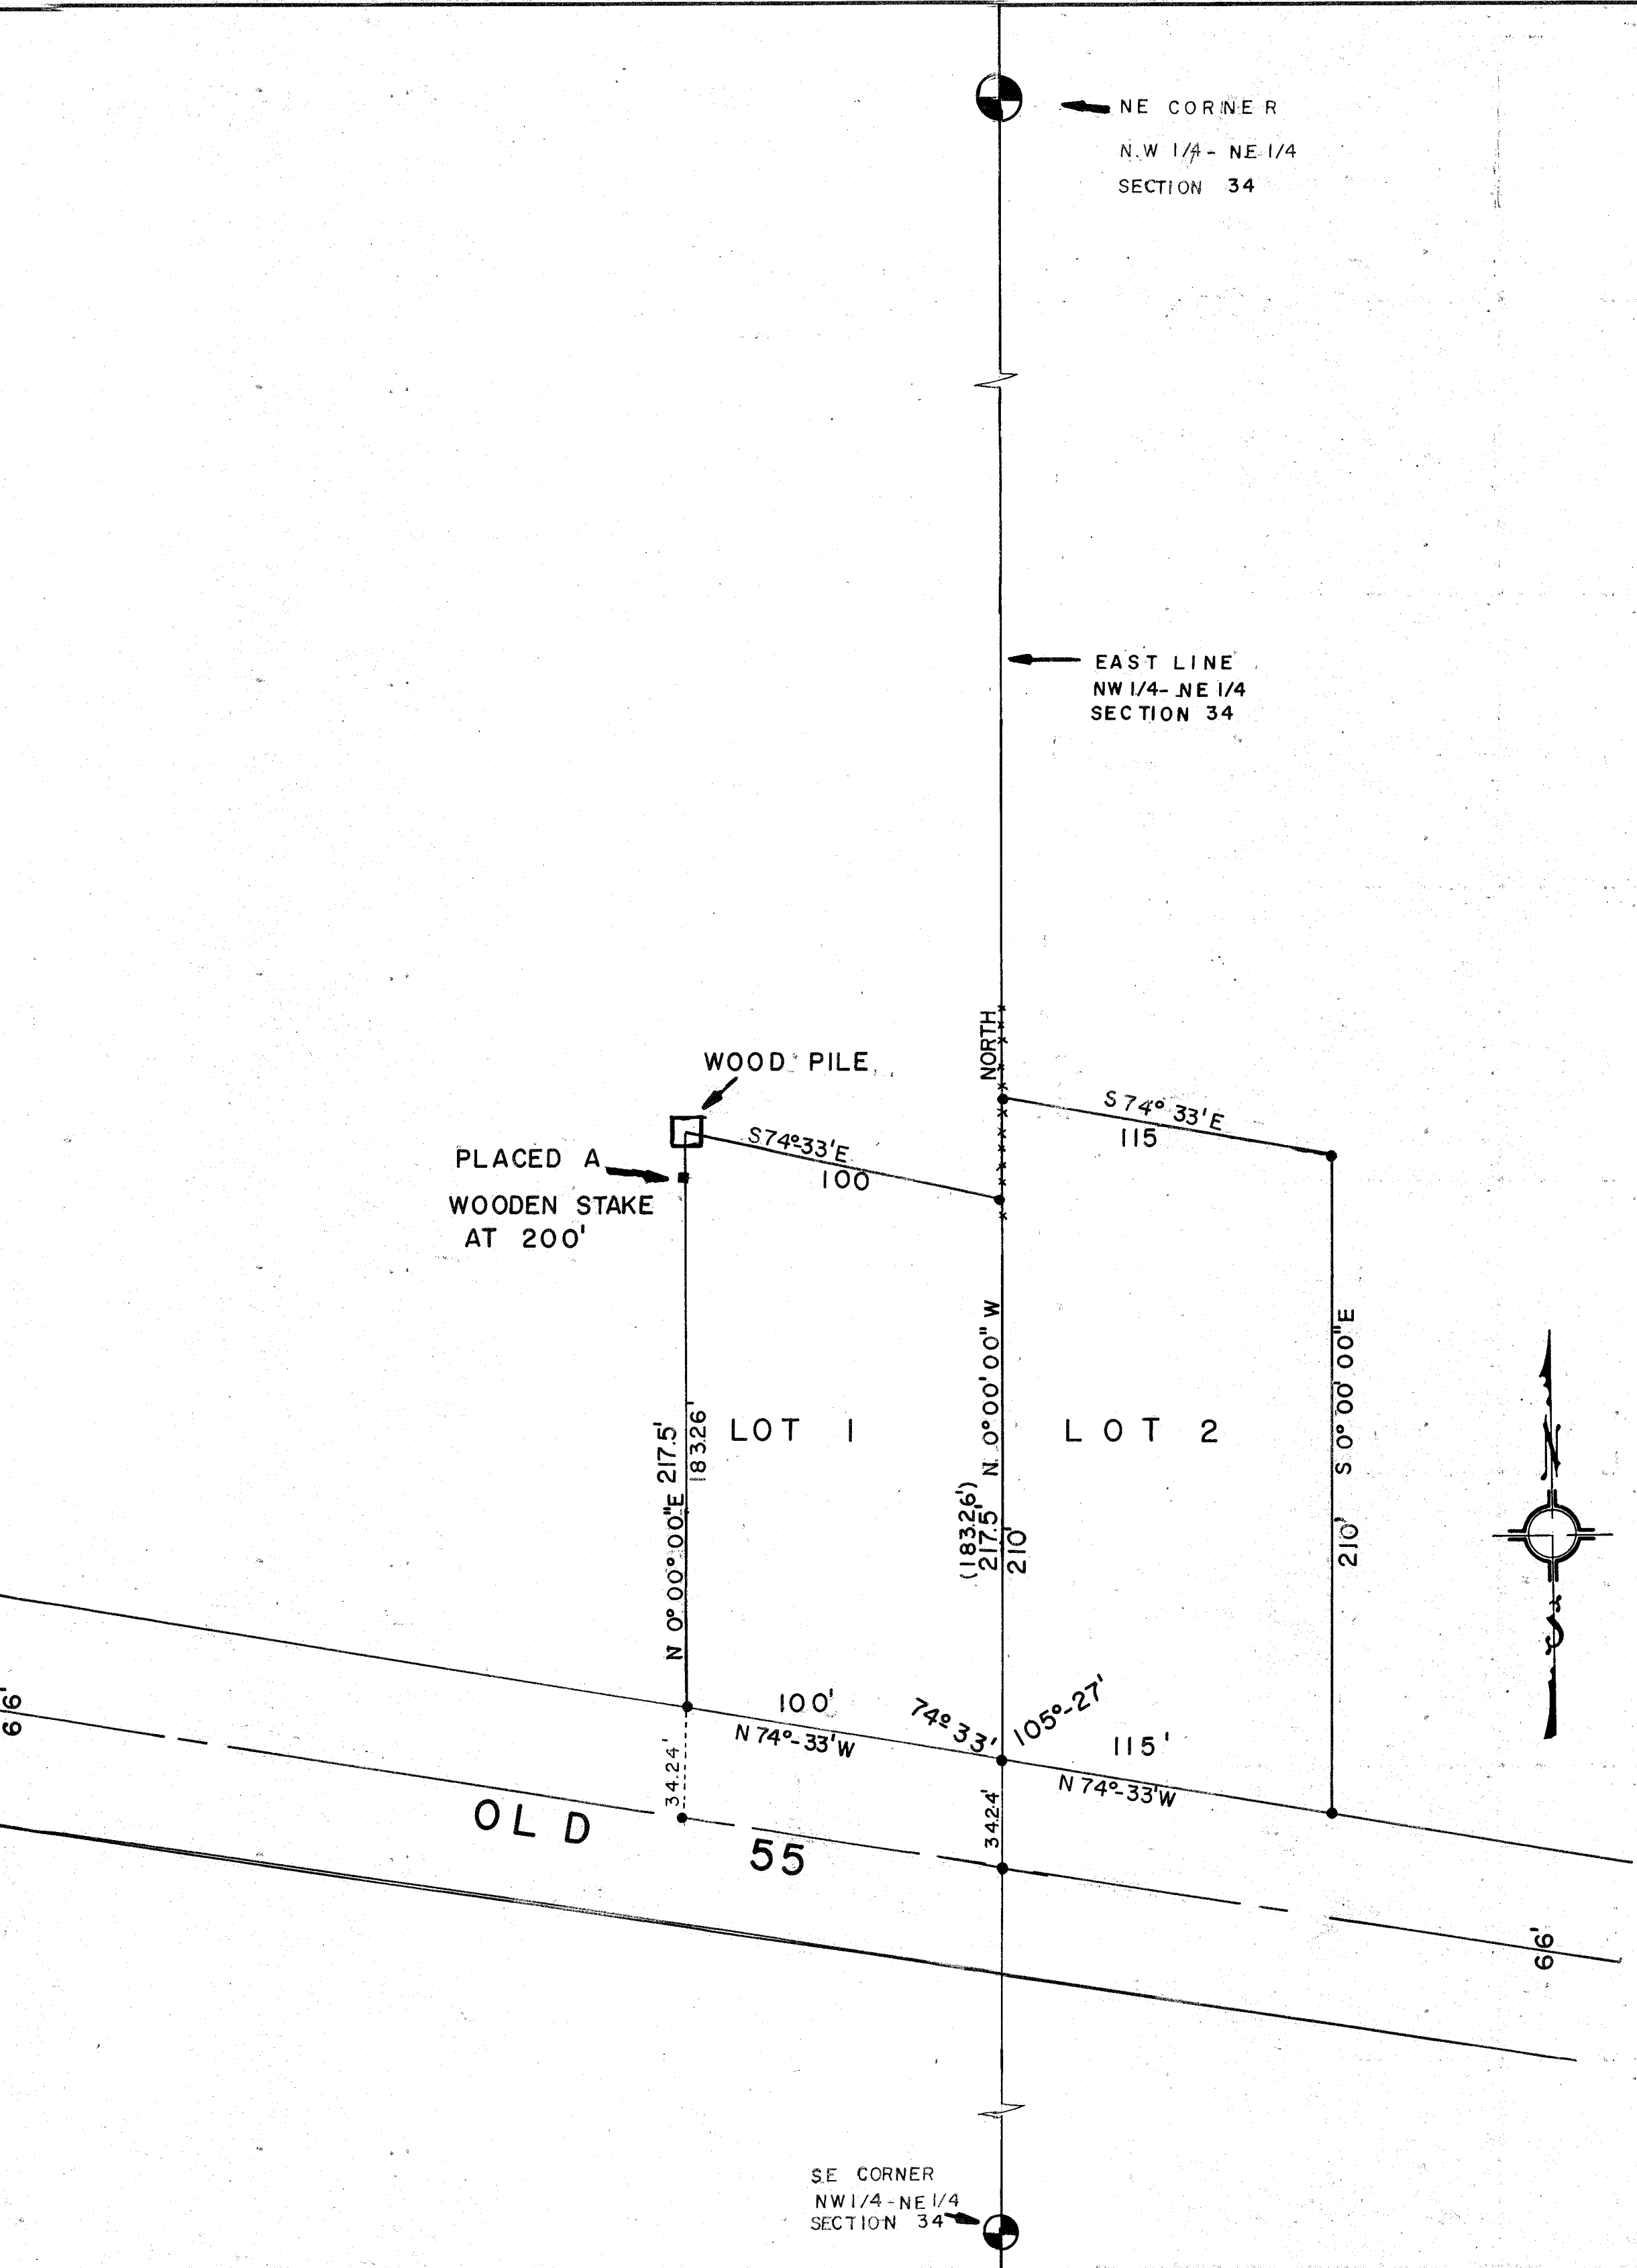 NE CORNER
N.W 1/4 - NE 1/4
SECTION 34
EAST LINE
NW 1/4 - NE 1/4
SECTION 34
NORTH
WOOD PILE
S 74° 33' E
115
S 74°-33' E
100
PLACED A
WOODEN STAKE
AT 200'
N 0° 00° 00" E 217.5'
183.26'
LOT 1
(183.26')
217.5'
N. 0° 00' 00" W
210'
LOT 2
S 0° 00' 00" E
210'
N
S
66'
100'
N 74°-33' W
74° 33'
105°-27'
115'
N 74°-33' W
34.24'
34.24'
OLD
55
66'
S.E CORNER
NW 1/4 - NE 1/4
SECTION 34